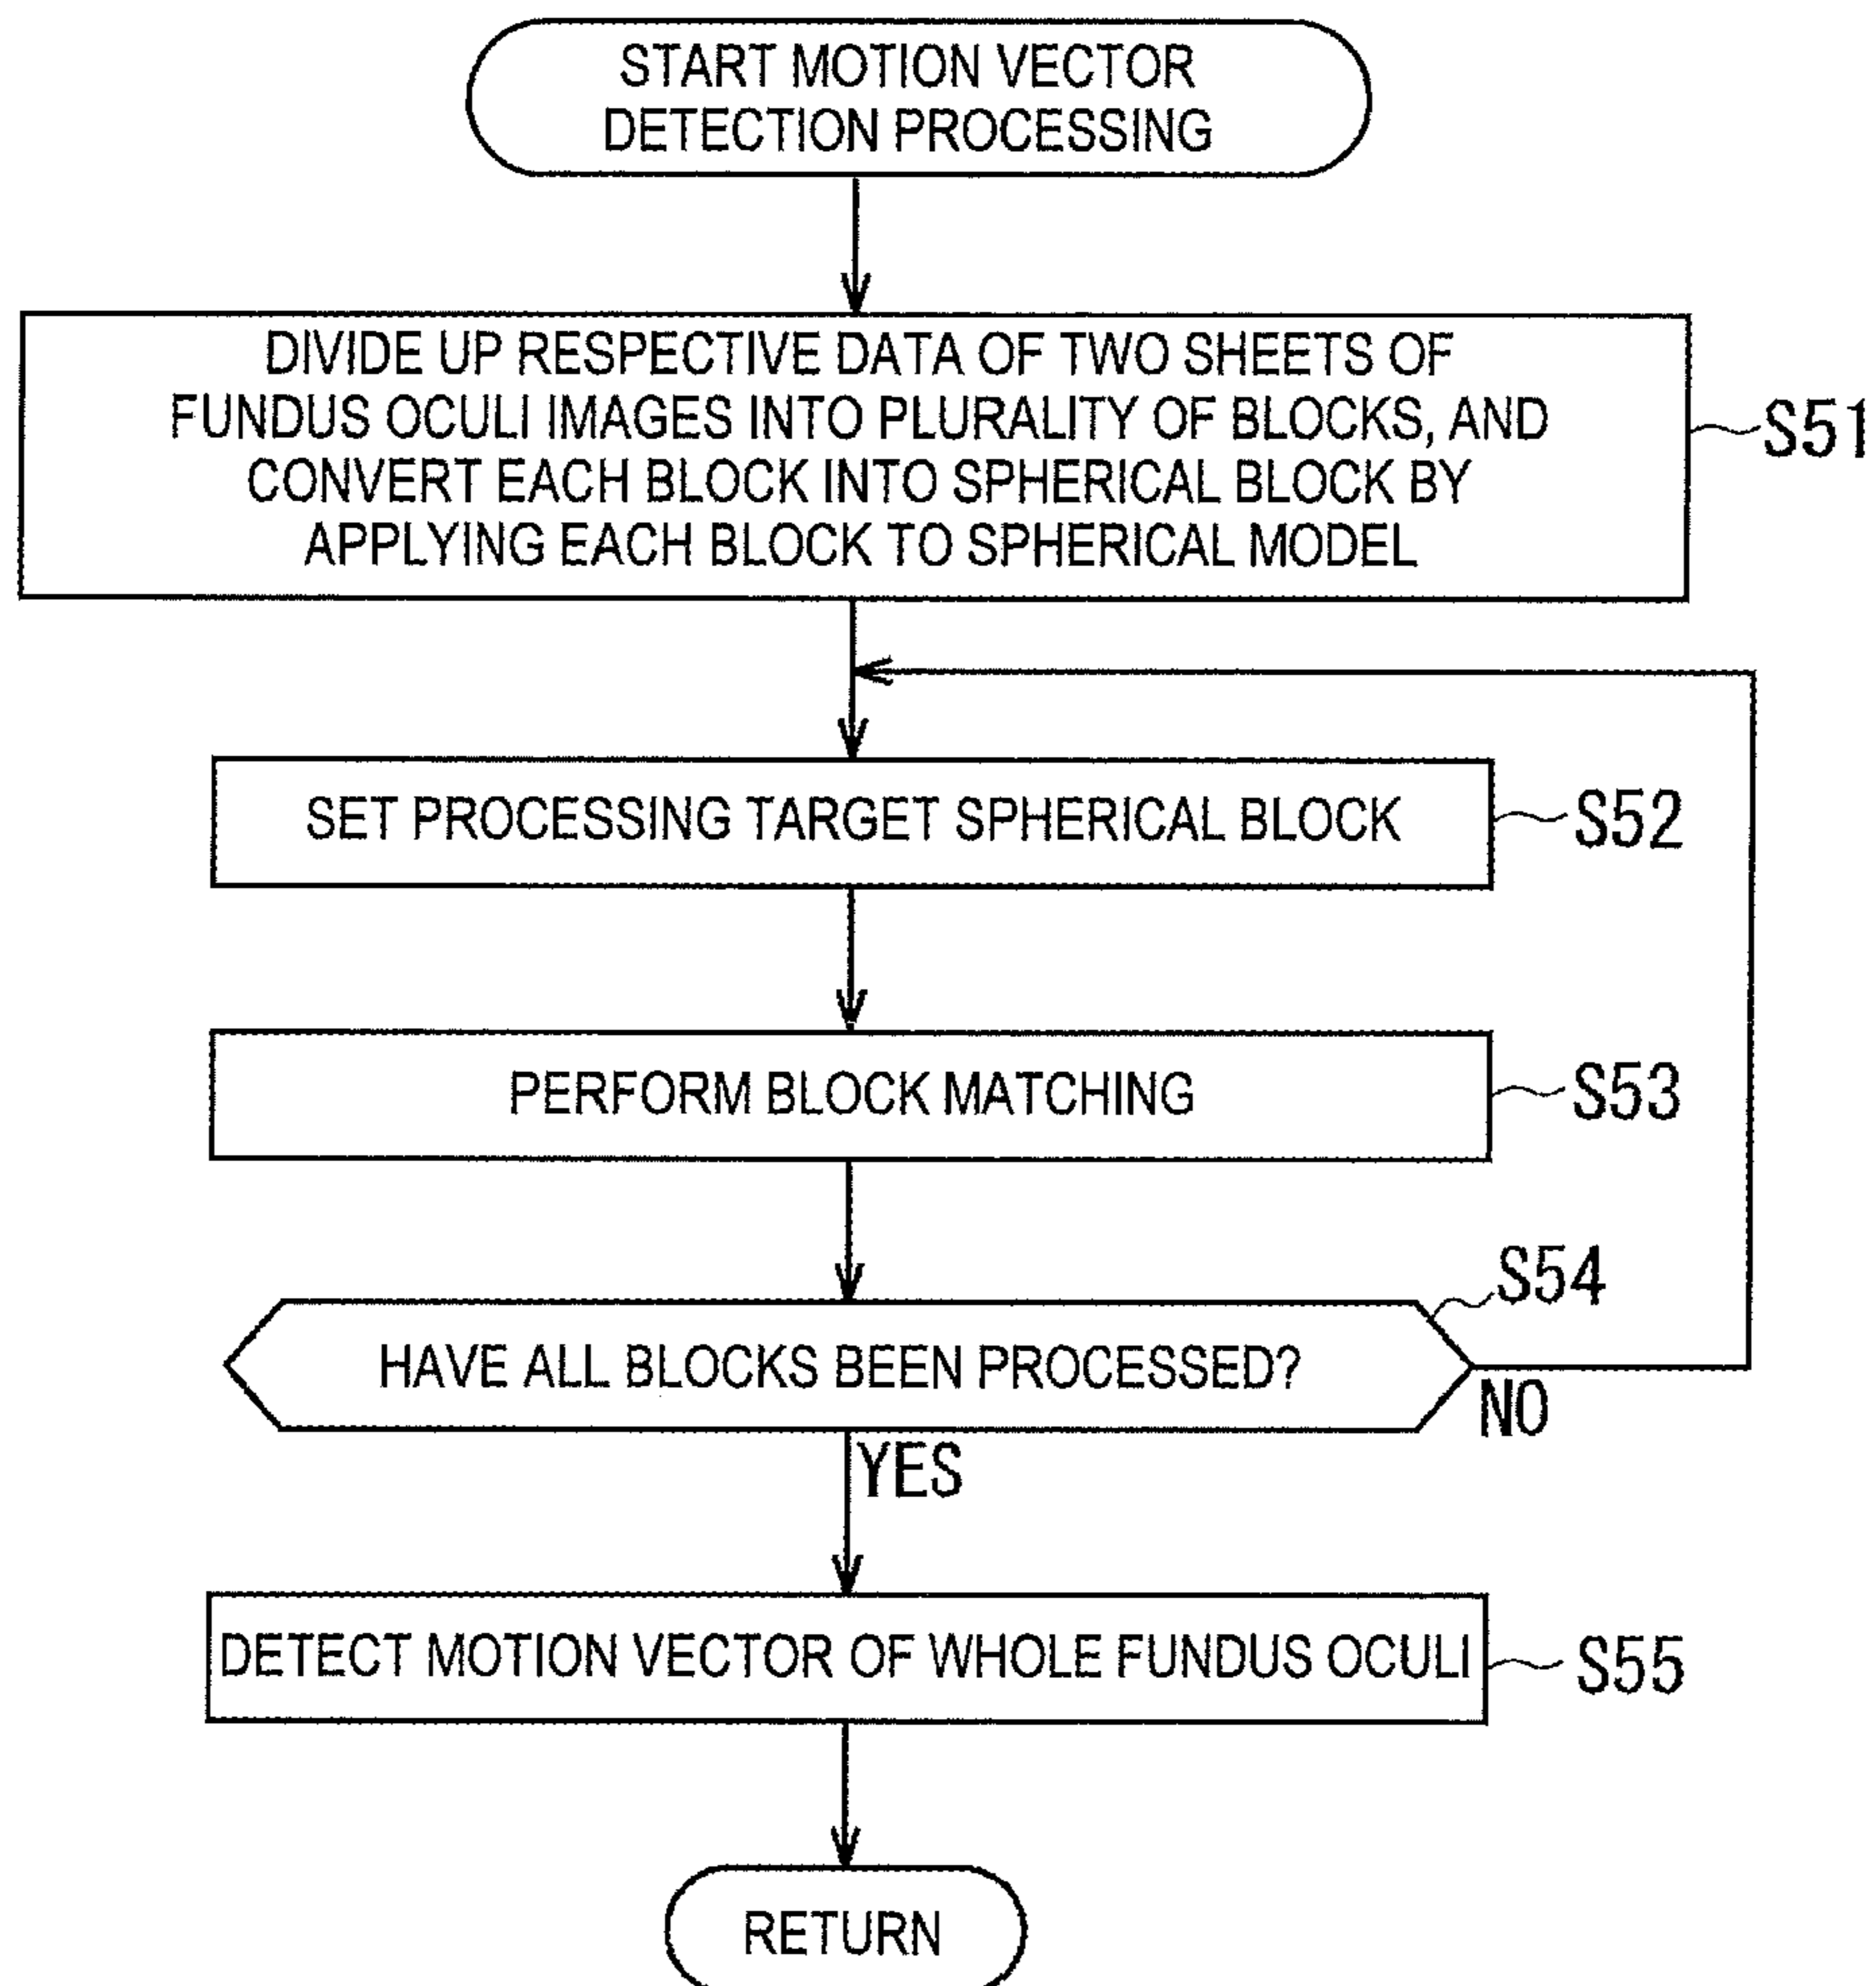 START MOTION VECTOR
DETECTION PROCESSING
DIVIDE UP RESPECTIVE DATA OF TWO SHEETS OF
FUNDUS OCULI IMAGES INTO PLURALITY OF BLOCKS, AND
CONVERT EACH BLOCK INTO SPHERICAL BLOCK BY
APPLYING EACH BLOCK TO SPHERICAL MODEL
S51
SET PROCESSING TARGET SPHERICAL BLOCK
S52
PERFORM BLOCK MATCHING
S53
S54
HAVE ALL BLOCKS BEEN PROCESSED?
NO
YES
DETECT MOTION VECTOR OF WHOLE FUNDUS OCULI
S55
RETURN